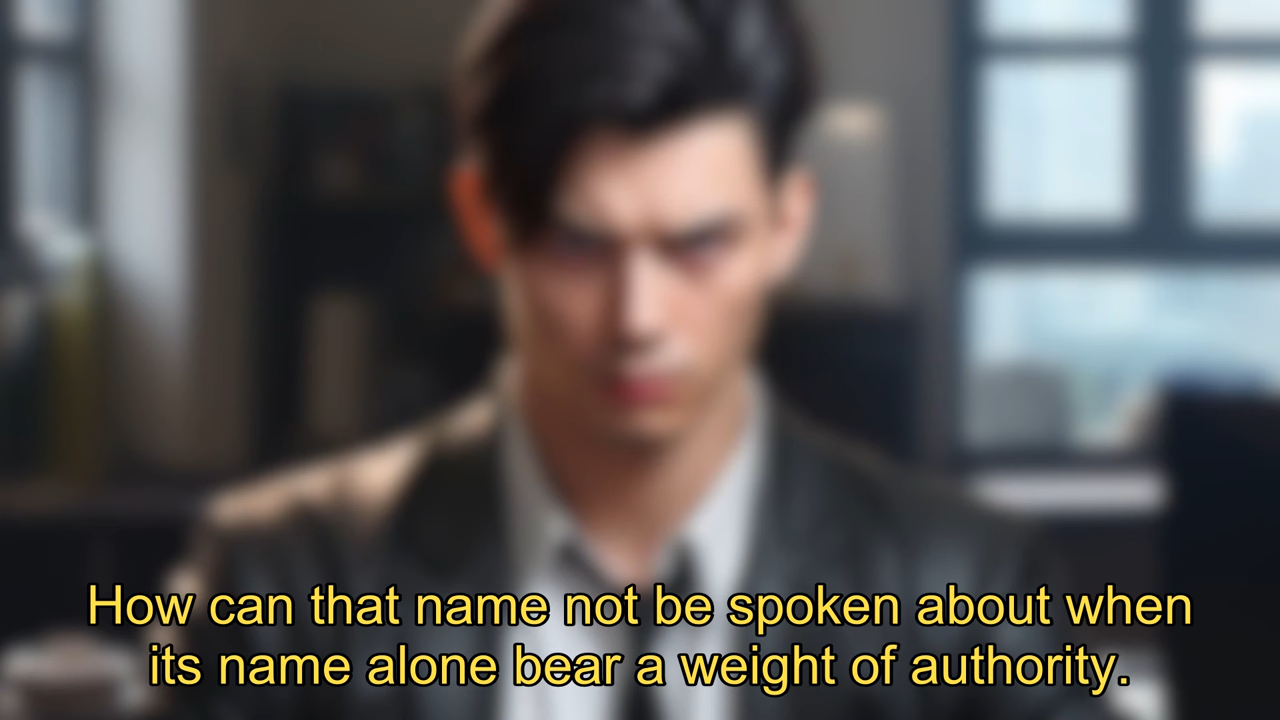 How can that name not be spoken about when
its name alone bear a weight of authority.